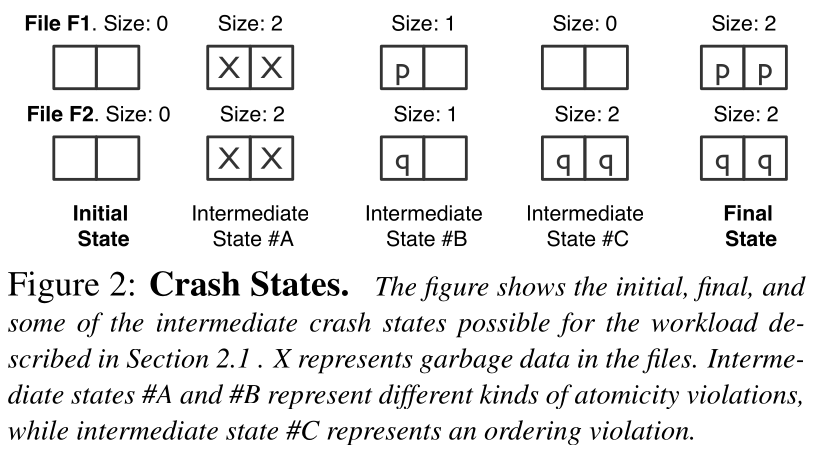 File F1. Size: 0 Size: 2 Size: 1 Size: 0 Size: 2
X X p p p
File F2. Size: 0 Size: 2 Size: 1 Size: 2 Size: 2
X X q q q q q
Initial State Intermediate State #A Intermediate State #B Intermediate State #C Final State
Figure 2: Crash States. The figure shows the initial, final, and
some of the intermediate crash states possible for the workload de-
scribed in Section 2.1 . X represents garbage data in the files. Interme-
diate states #A and #B represent different kinds of atomicity violations,
while intermediate state #C represents an ordering violation.